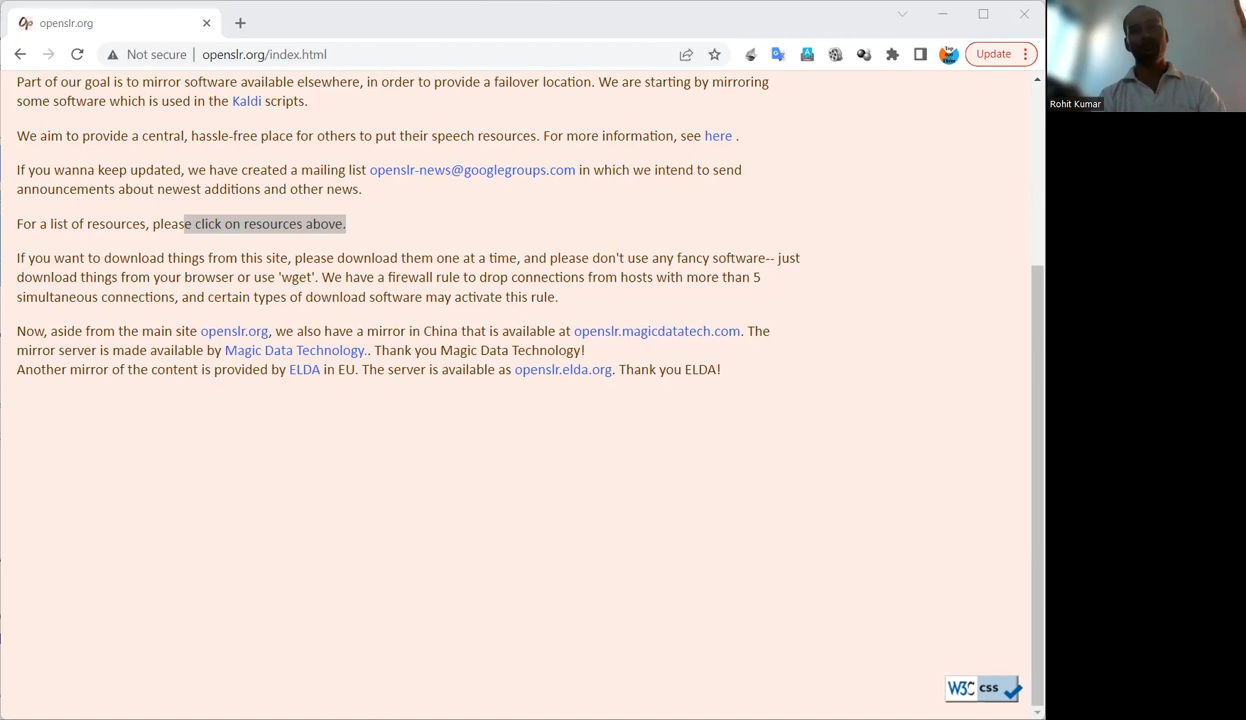 openslr.org
Not secure
openslr.org/index.html
Update
Part of our goal is to mirror software available elsewhere, in order to provide a failover location. We are starting by mirroring
some software which is used in the Kaldi scripts.
We aim to provide a central, hassle-free place for others to put their speech resources. For more information, see here .
If you wanna keep updated, we have created a mailing list openslr-news@googlegroups.com in which we intend to send
announcements about newest additions and other news.
For a list of resources, please click on resources above.
If you want to download things from this site, please download them one at a time, and please don't use any fancy software-- just
download things from your browser or use 'wget'. We have a firewall rule to drop connections from hosts with more than 5
simultaneous connections, and certain types of download software may activate this rule.
Now, aside from the main site openslr.org, we also have a mirror in China that is available at openslr.magicdatatech.com. The
mirror server is made available by Magic Data Technology.. Thank you Magic Data Technology!
Another mirror of the content is provided by ELDA in EU. The server is available as openslr.elda.org. Thank you ELDA!
W3C css
Rohit Kumar